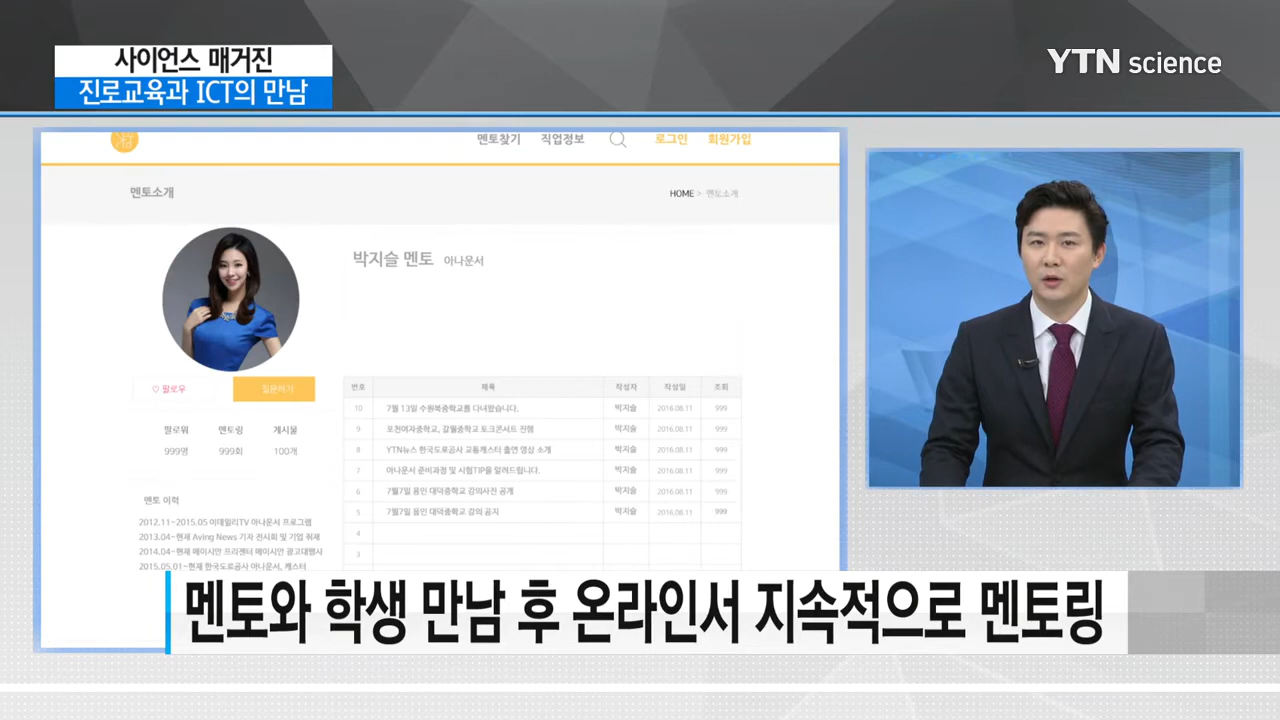 사이언스 매거진
진로교육과 ICT의 만남
YTN science
멘토찾기 직업정보 로그인 회원가입
멘토소개
HOME > 멘토소개
박지슬 멘토 아나운서
♡ 팔로우 질문하기
팔로워 멘토링 게시물
999명 999회 100개
멘토 이력
2012.11~2015.05 이데일리TV 아나운서 프로그램
2013.04~현재 Aving News 기자 전시회 및 기업 취재
2014.04~현재 메이시안 프리젠터 메이시안 광고대행사
2015.05.01~현재 한국도로공사 아나운서, 캐스터
번호 제목 작성자 작성일 조회
10 7월 13일 수원북중학교를 다녀왔습니다. 박지슬 2016.08.11 999
9 포천여자중학교, 갈월중학교 토크콘서트 진행 박지슬 2016.08.11 999
8 YTN뉴스 한국도로공사 교통캐스터 출연 영상 소개 박지슬 2016.08.11 999
7 아나운서 준비과정 및 시험TIP을 알려드립니다. 박지슬 2016.08.11 999
6 7월7일 용인 대덕중학교 강의사진 공개 박지슬 2016.08.11 999
5 7월7일 용인 대덕중학교 강의 공지 박지슬 2016.08.11 999
4
3
멘토와 학생 만남 후 온라인서 지속적으로 멘토링